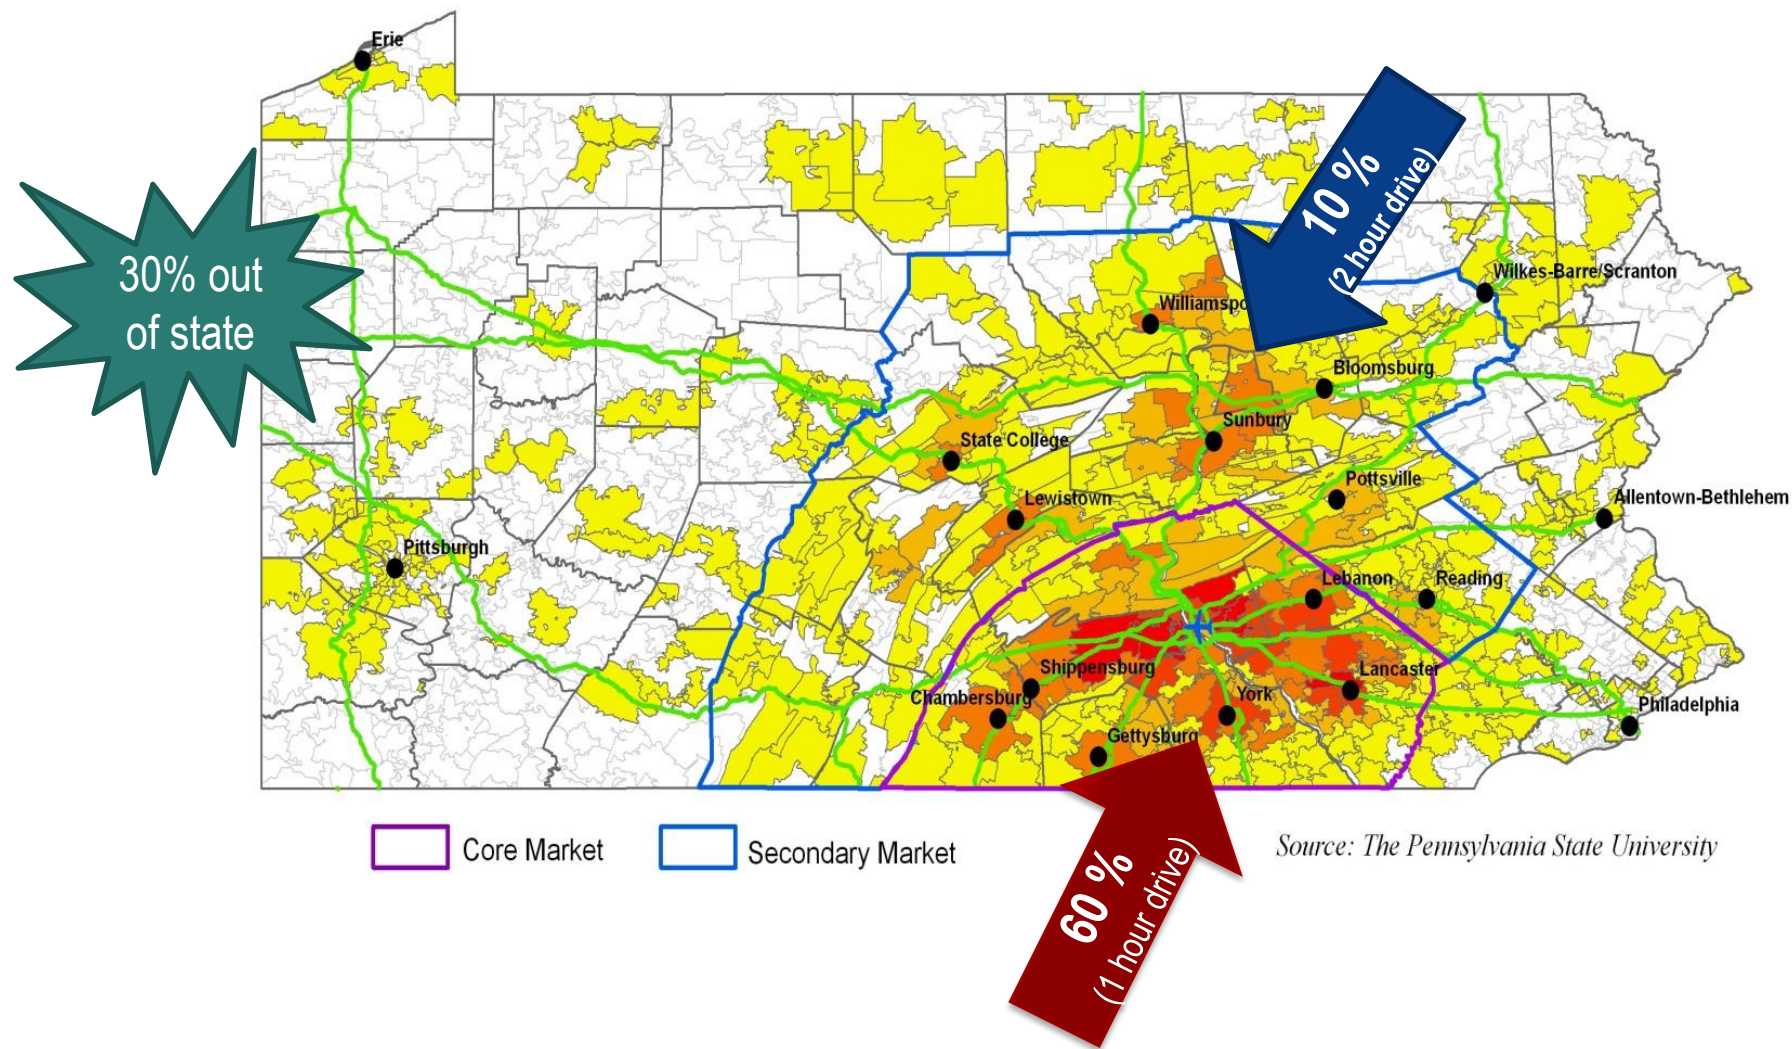 Erie
10 %
(2 hour drive)
30% out
of state
Wilkes-Barre/Scranton
Williamspo
Bloomsburg
Sunbury
State College
Pottsville
Lewistown
Allentown-Bethlehem
Pittsburgh
Lebanon
Reading
Shippensburg
Lancaster
Chambersburg
York
Philadelphia
Gettysburg
Core Market
Secondary Market
Source: The Pennsylvania State University
60 %
(1 hour drive)